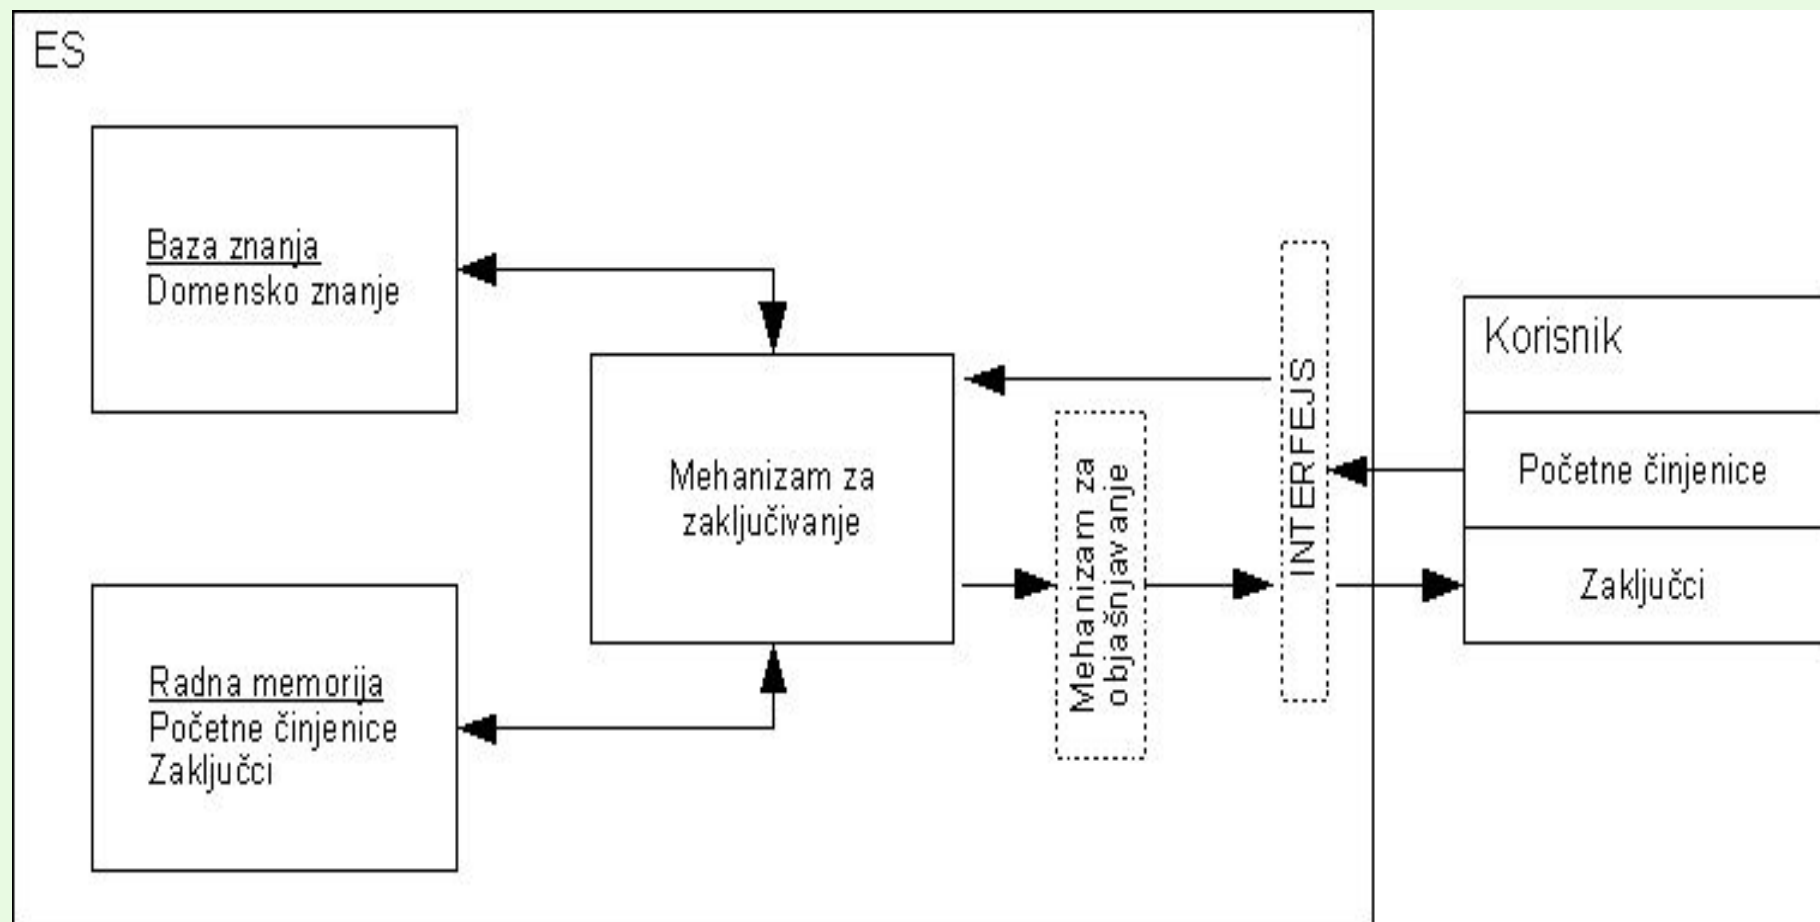 ES
Baza znanja
Domensko znanje
Mehanizam za
zaključivanje
Radna memorija
Početne činjenice
Zaključci
Mehanizam za
objašnjavanje
INTERFEJS
Korisnik
Početne činjenice
Zaključci